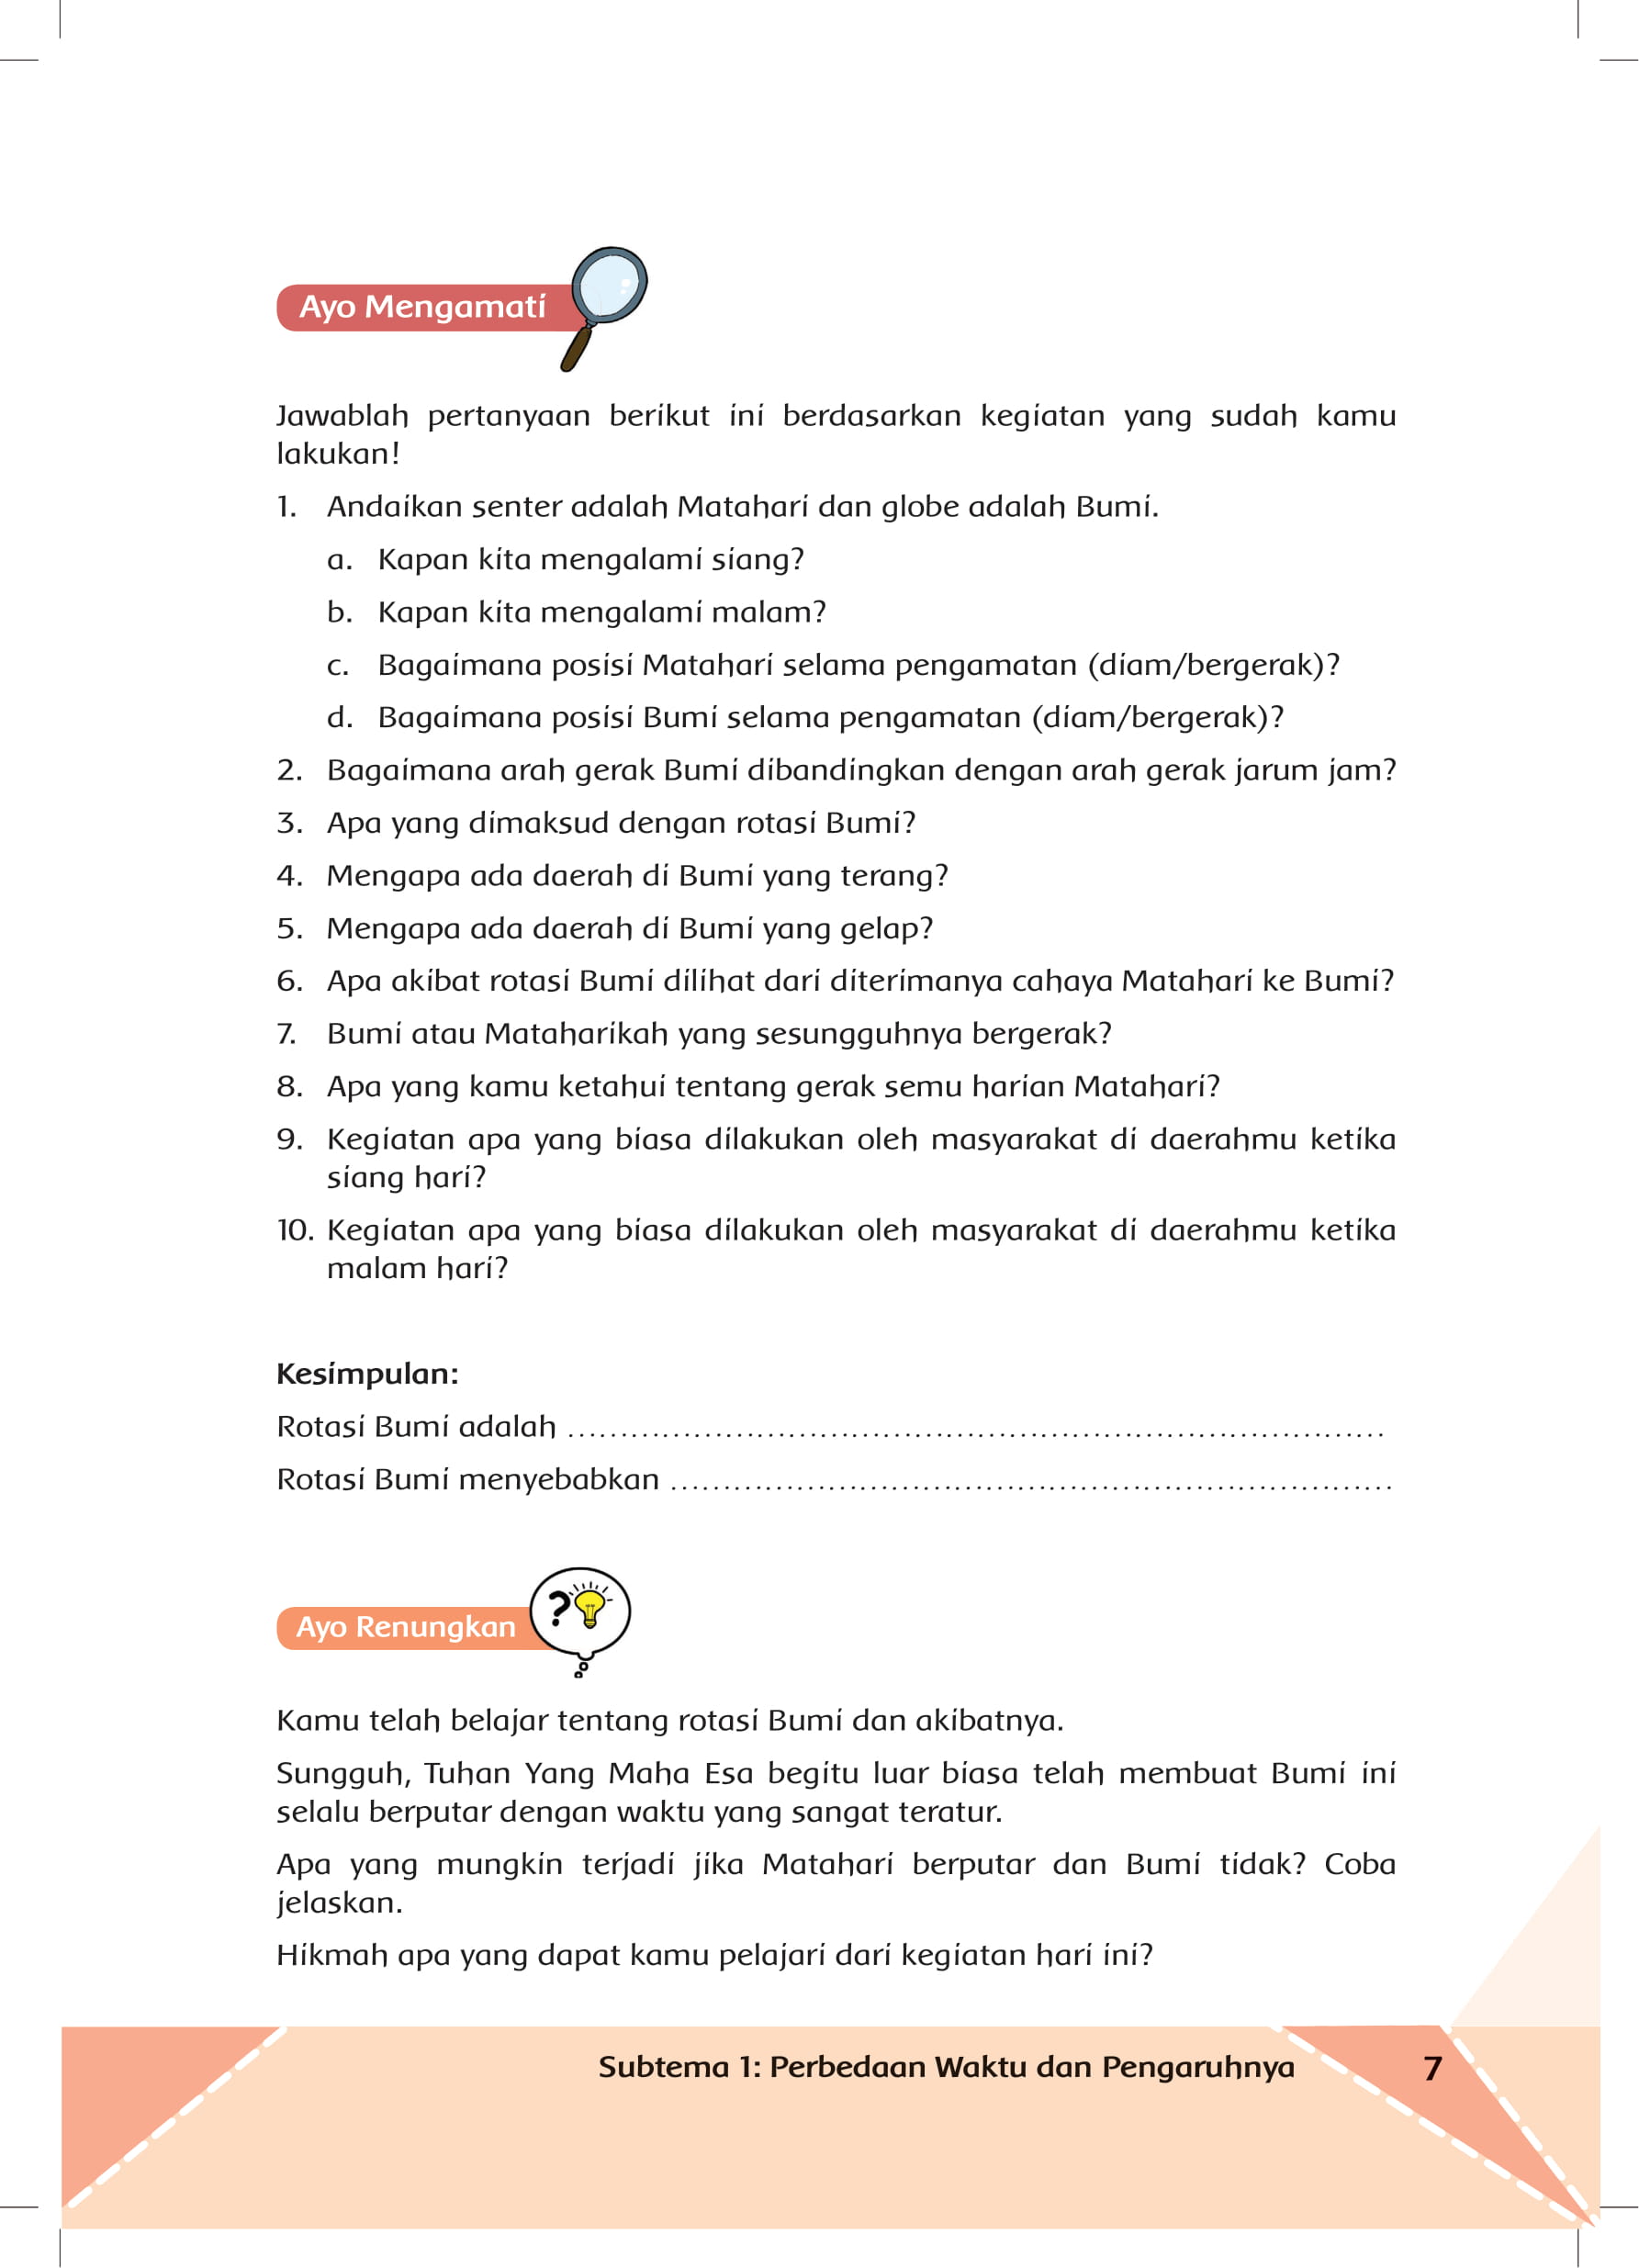 Ayo Mengamati
Jawablah pertanyaan berikut ini berdasarkan kegiatan yang sudah kamu
lakukan!
1. Andaikan senter adalah Matahari dan globe adalah Bumi.
a. Kapan kita mengalami siang?
b. Kapan kita mengalami malam?
c. Bagaimana posisi Matahari selama pengamatan (diam/bergerak)?
d. Bagaimana posisi Bumi selama pengamatan (diam/bergerak)?
2. Bagaimana arah gerak Bumi dibandingkan dengan arah gerak jarum jam?
3. Apa yang dimaksud dengan rotasi Bumi?
4. Mengapa ada daerah di Bumi yang terang?
5. Mengapa ada daerah di Bumi yang gelap?
6. Apa akibat rotasi Bumi dilihat dari diterimanya cahaya Matahari ke Bumi?
7. Bumi atau Mataharikah yang sesungguhnya bergerak?
8. Apa yang kamu ketahui tentang gerak semu harian Matahari?
9. Kegiatan apa yang biasa dilakukan oleh masyarakat di daerahmu ketika
siang hari?
10. Kegiatan apa yang biasa dilakukan oleh masyarakat di daerahmu ketika
malam hari?
Kesimpulan:
Rotasi Bumi adalah ..............................................................................
Rotasi Bumi menyebabkan .....................................................................
?
Ayo Renungkan
Kamu telah belajar tentang rotasi Bumi dan akibatnya.
Sungguh, Tuhan Yang Maha Esa begitu luar biasa telah membuat Bumi ini
selalu berputar dengan waktu yang sangat teratur.
Apa yang mungkin terjadi jika Matahari berputar dan Bumi tidak? Coba
jelaskan.
Hikmah apa yang dapat kamu pelajari dari kegiatan hari ini?
Subtema 1: Perbedaan Waktu dan Pengaruhnya 7